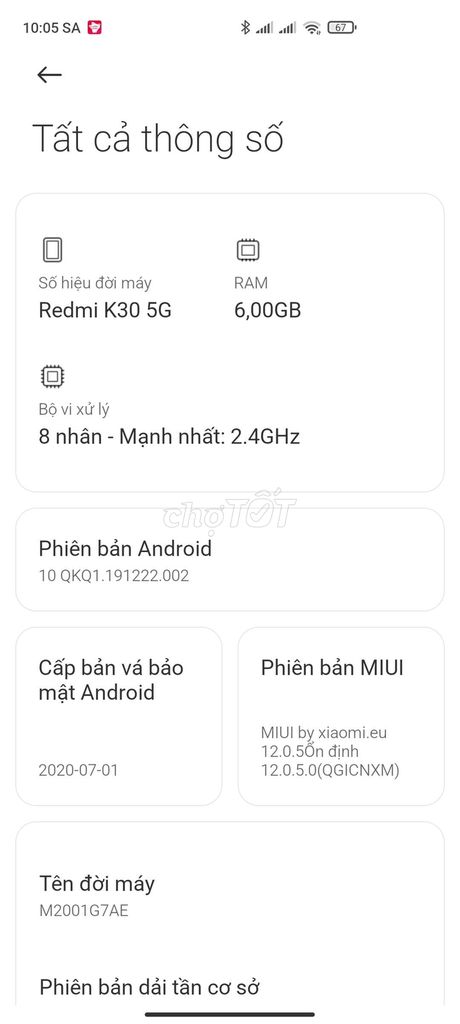 10:05 SA
67
Tất cả thông số
Số hiệu đời máy
RAM
Redmi K30 5G
6,00GB
Bộ vi xử lý
8 nhân - Mạnh nhất: 2.4GHz
chợTỐT
Phiên bản Android
10 QKQ1.191222.002
Cấp bản vá bảo
mật Android
2020-07-01
Phiên bản MIUI
MIUI by xiaomi.eu
12.0.5Ổn định
12.0.5.0(QGICNXM)
Tên đời máy
M2001G7AE
Phiên bản dải tần cơ sở